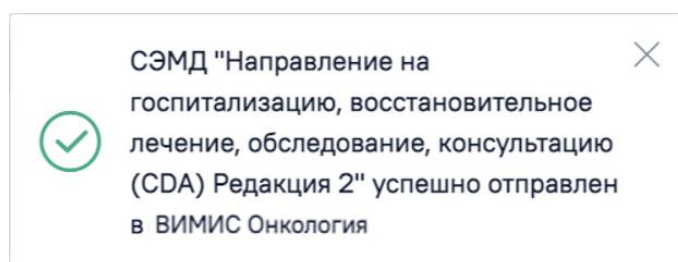 СЭМД "Направление на
госпитализацию, восстановительное
лечение, обследование, консультацию
(CDA) Редакция 2" успешно отправлен
в ВИМИС Онкология